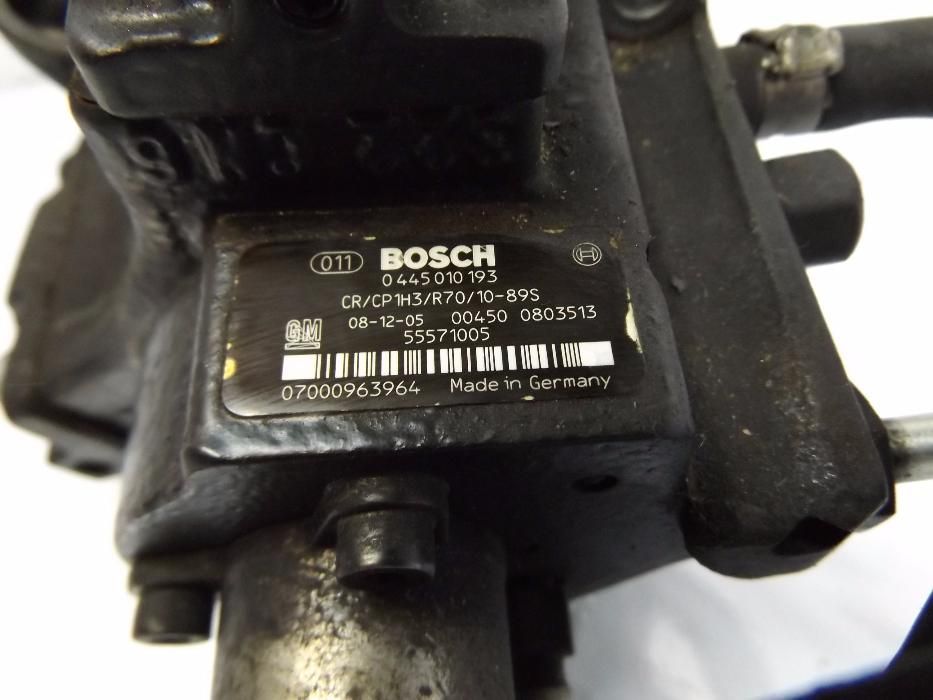 011 BOSCH
0 445 010 193
CR/CP1H3/R70/10-89S
08-12-05 00450 0803513
GM 55571005
07000963964 Made in Germany